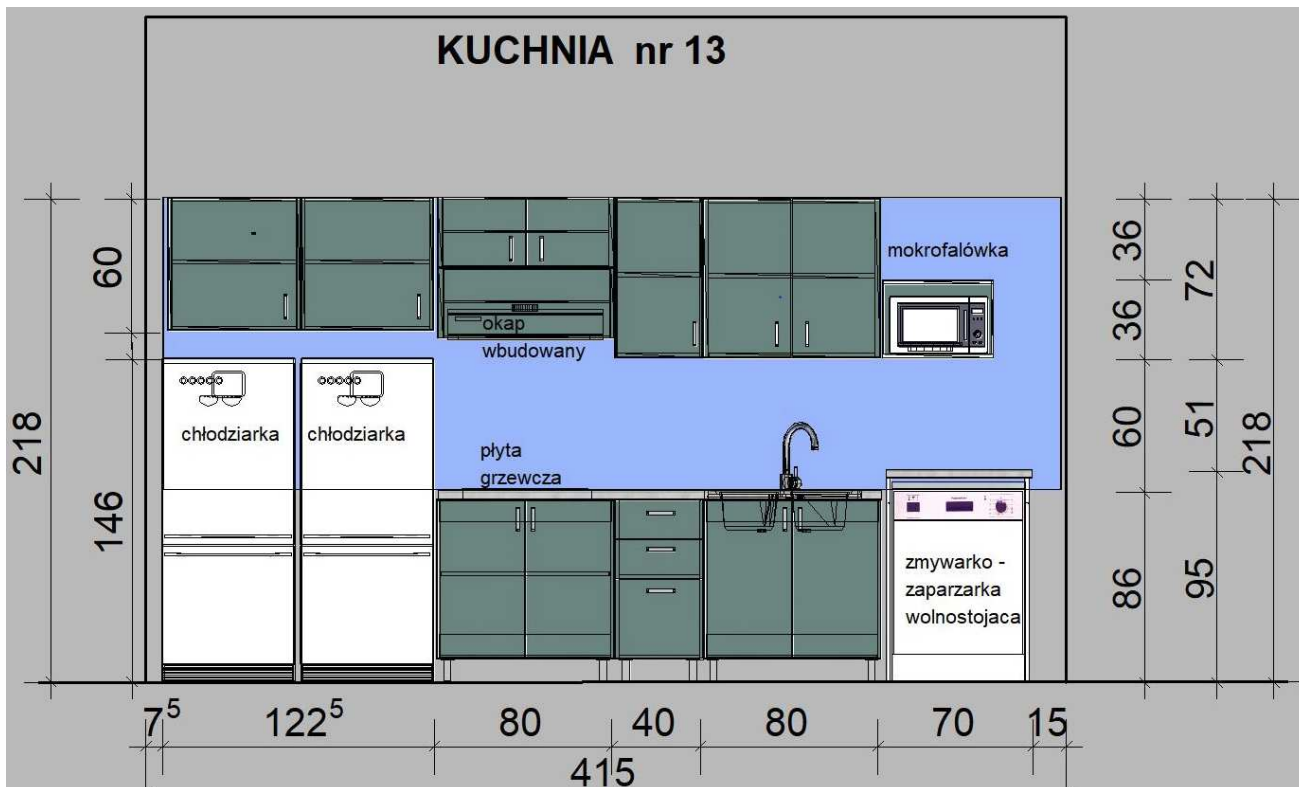 KUCHNIA nr 13
mokrofalówka
okap
wbudowany
chłodziarka
chłodziarka
płyta
grzewcza
zmywarko -
zaparzarka
wolnostojaca
218
60
146
36
36
60
86
72
51
95
218
7⁵
122⁵
80
40
80
70
15
415